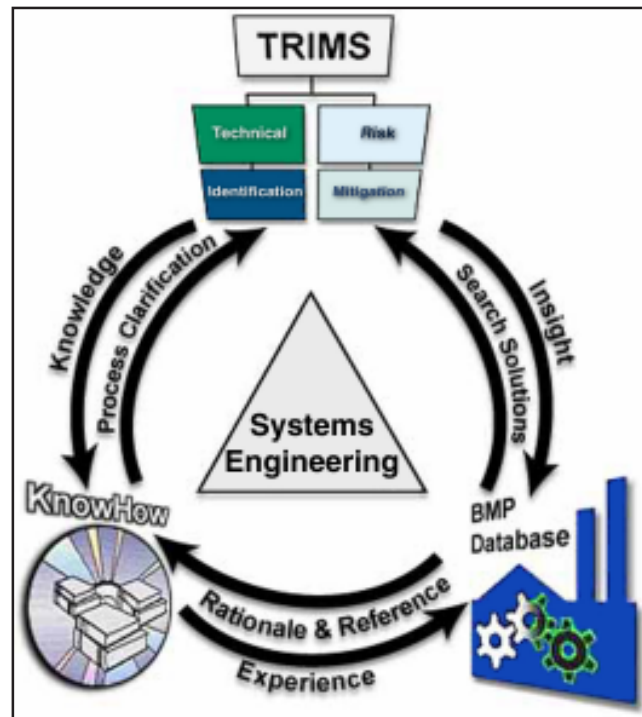 TRIMS
Technical
Risk
Identification
Mitigation
Knowledge
Process Clarification
Search Solutions
Insight
Systems
Engineering
KnowHow
BMP
Database
Rationale & Reference
Experience